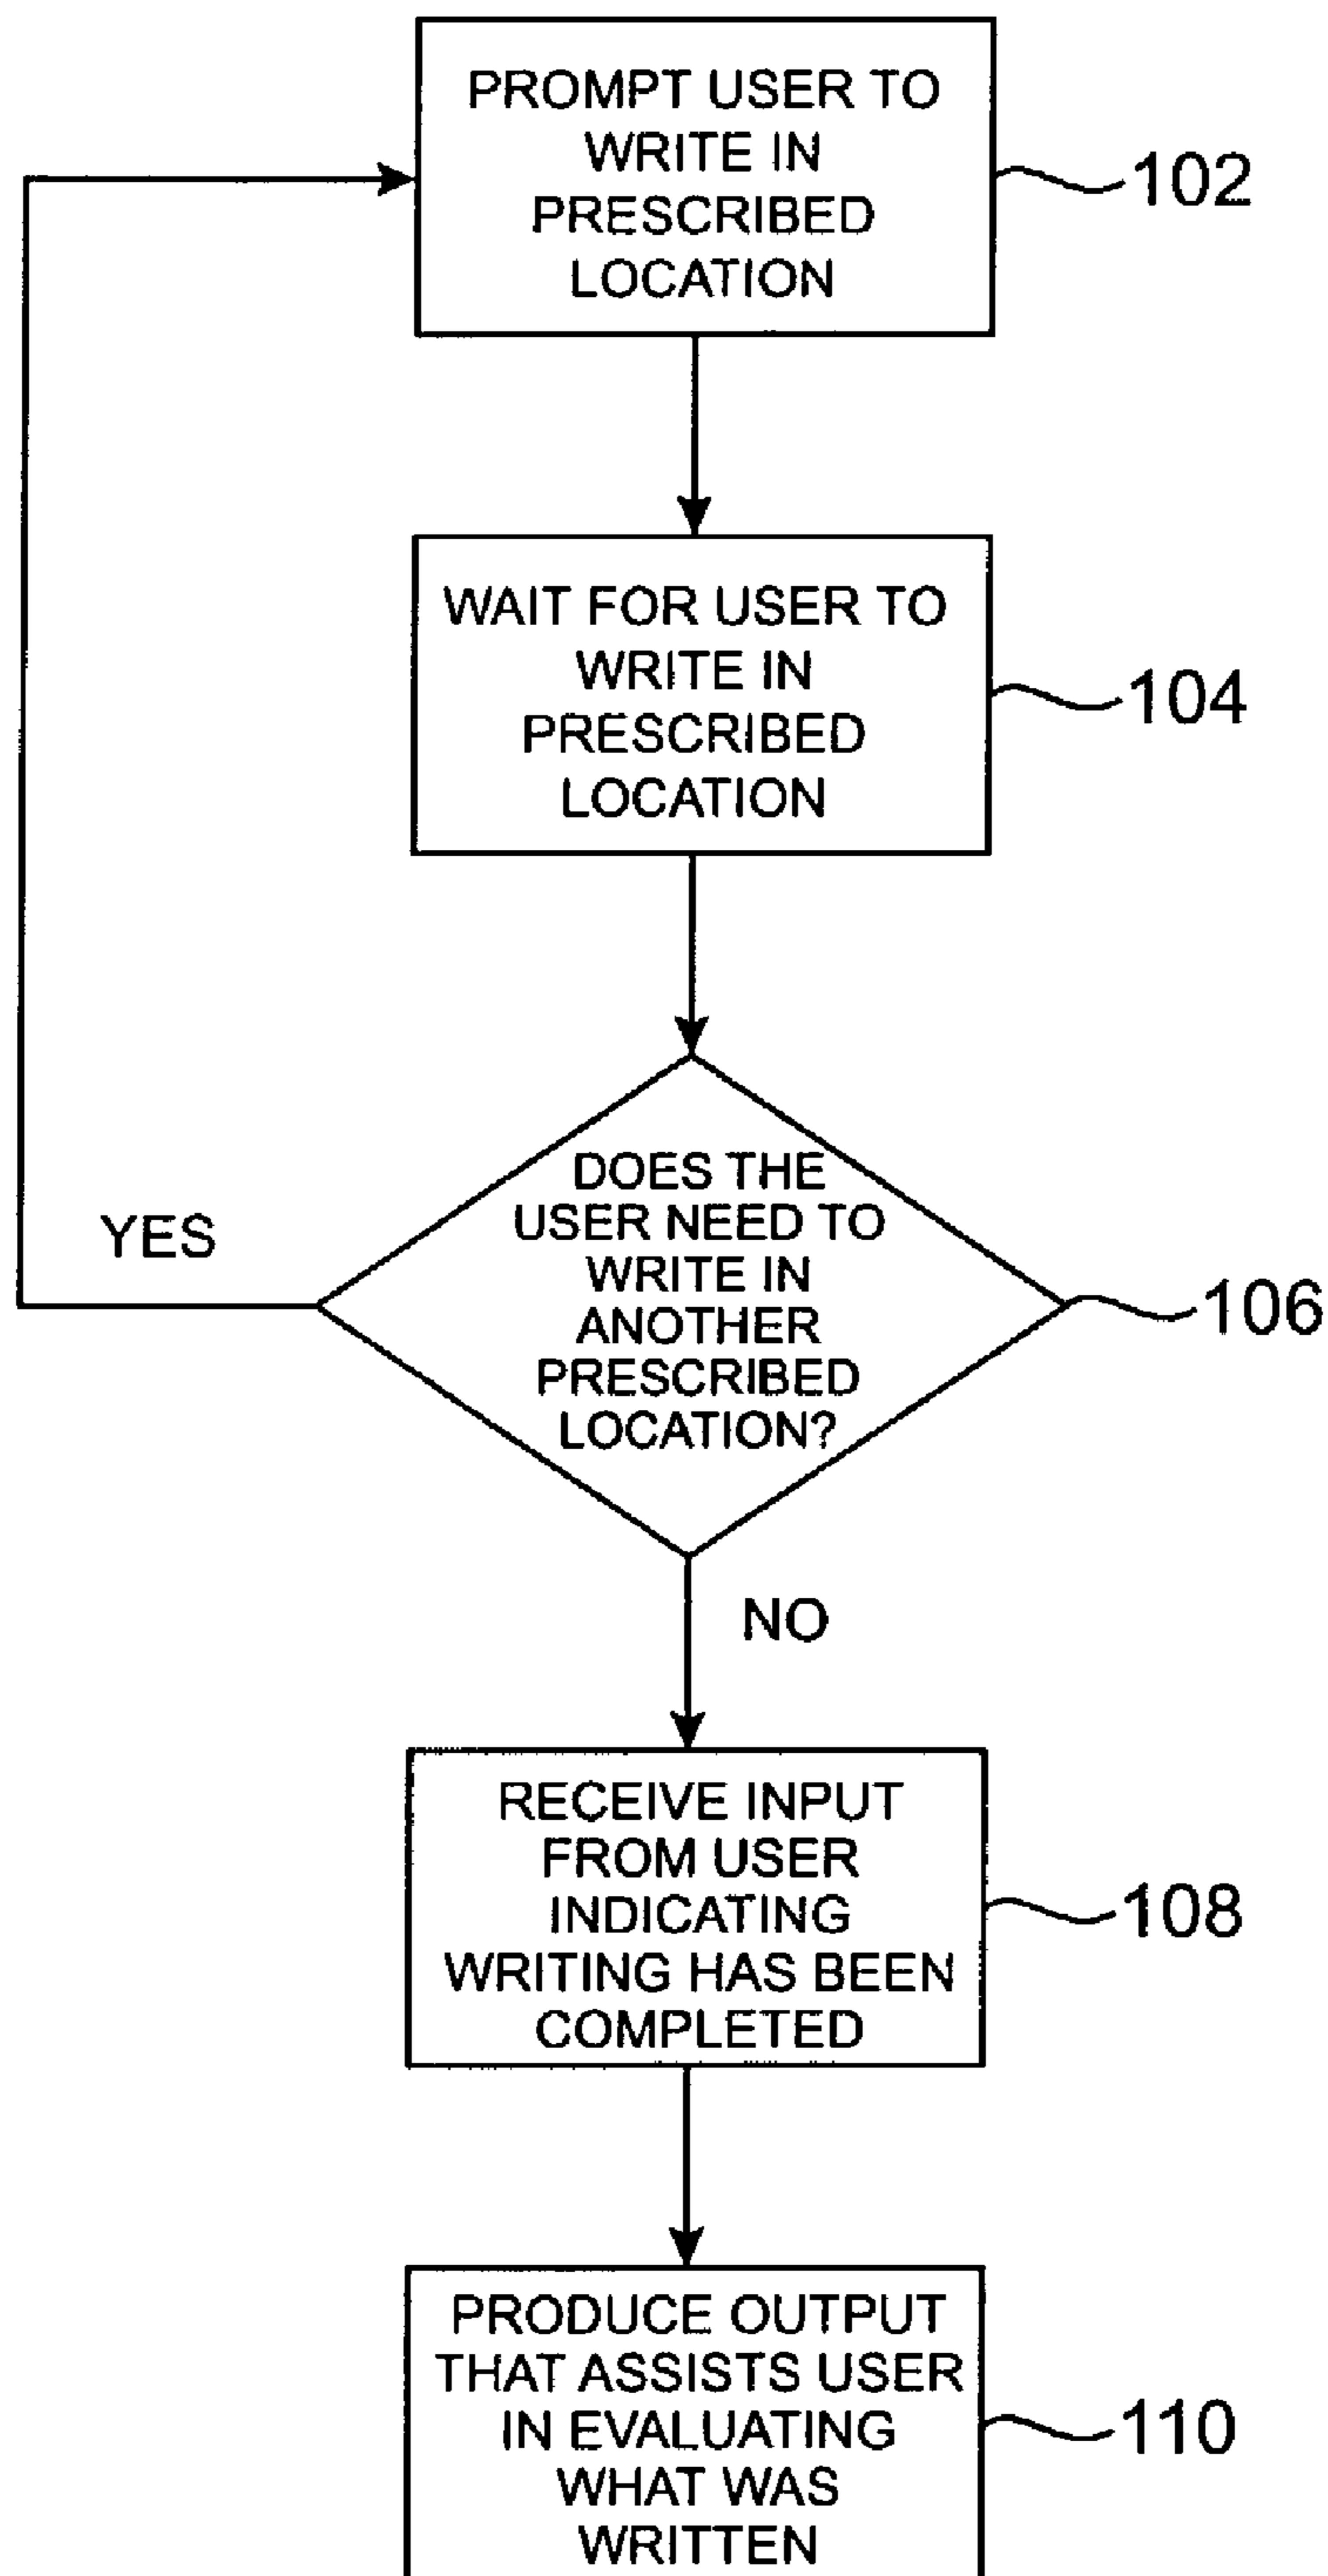 PROMPT USER TO
WRITE IN
PRESCRIBED
LOCATION
102
WAIT FOR USER TO
WRITE IN
PRESCRIBED
LOCATION
104
DOES THE
USER NEED TO
WRITE IN
ANOTHER
PRESCRIBED
LOCATION?
YES
106
NO
RECEIVE INPUT
FROM USER
INDICATING
WRITING HAS BEEN
COMPLETED
108
PRODUCE OUTPUT
THAT ASSISTS USER
IN EVALUATING
WHAT WAS
WRITTEN
110